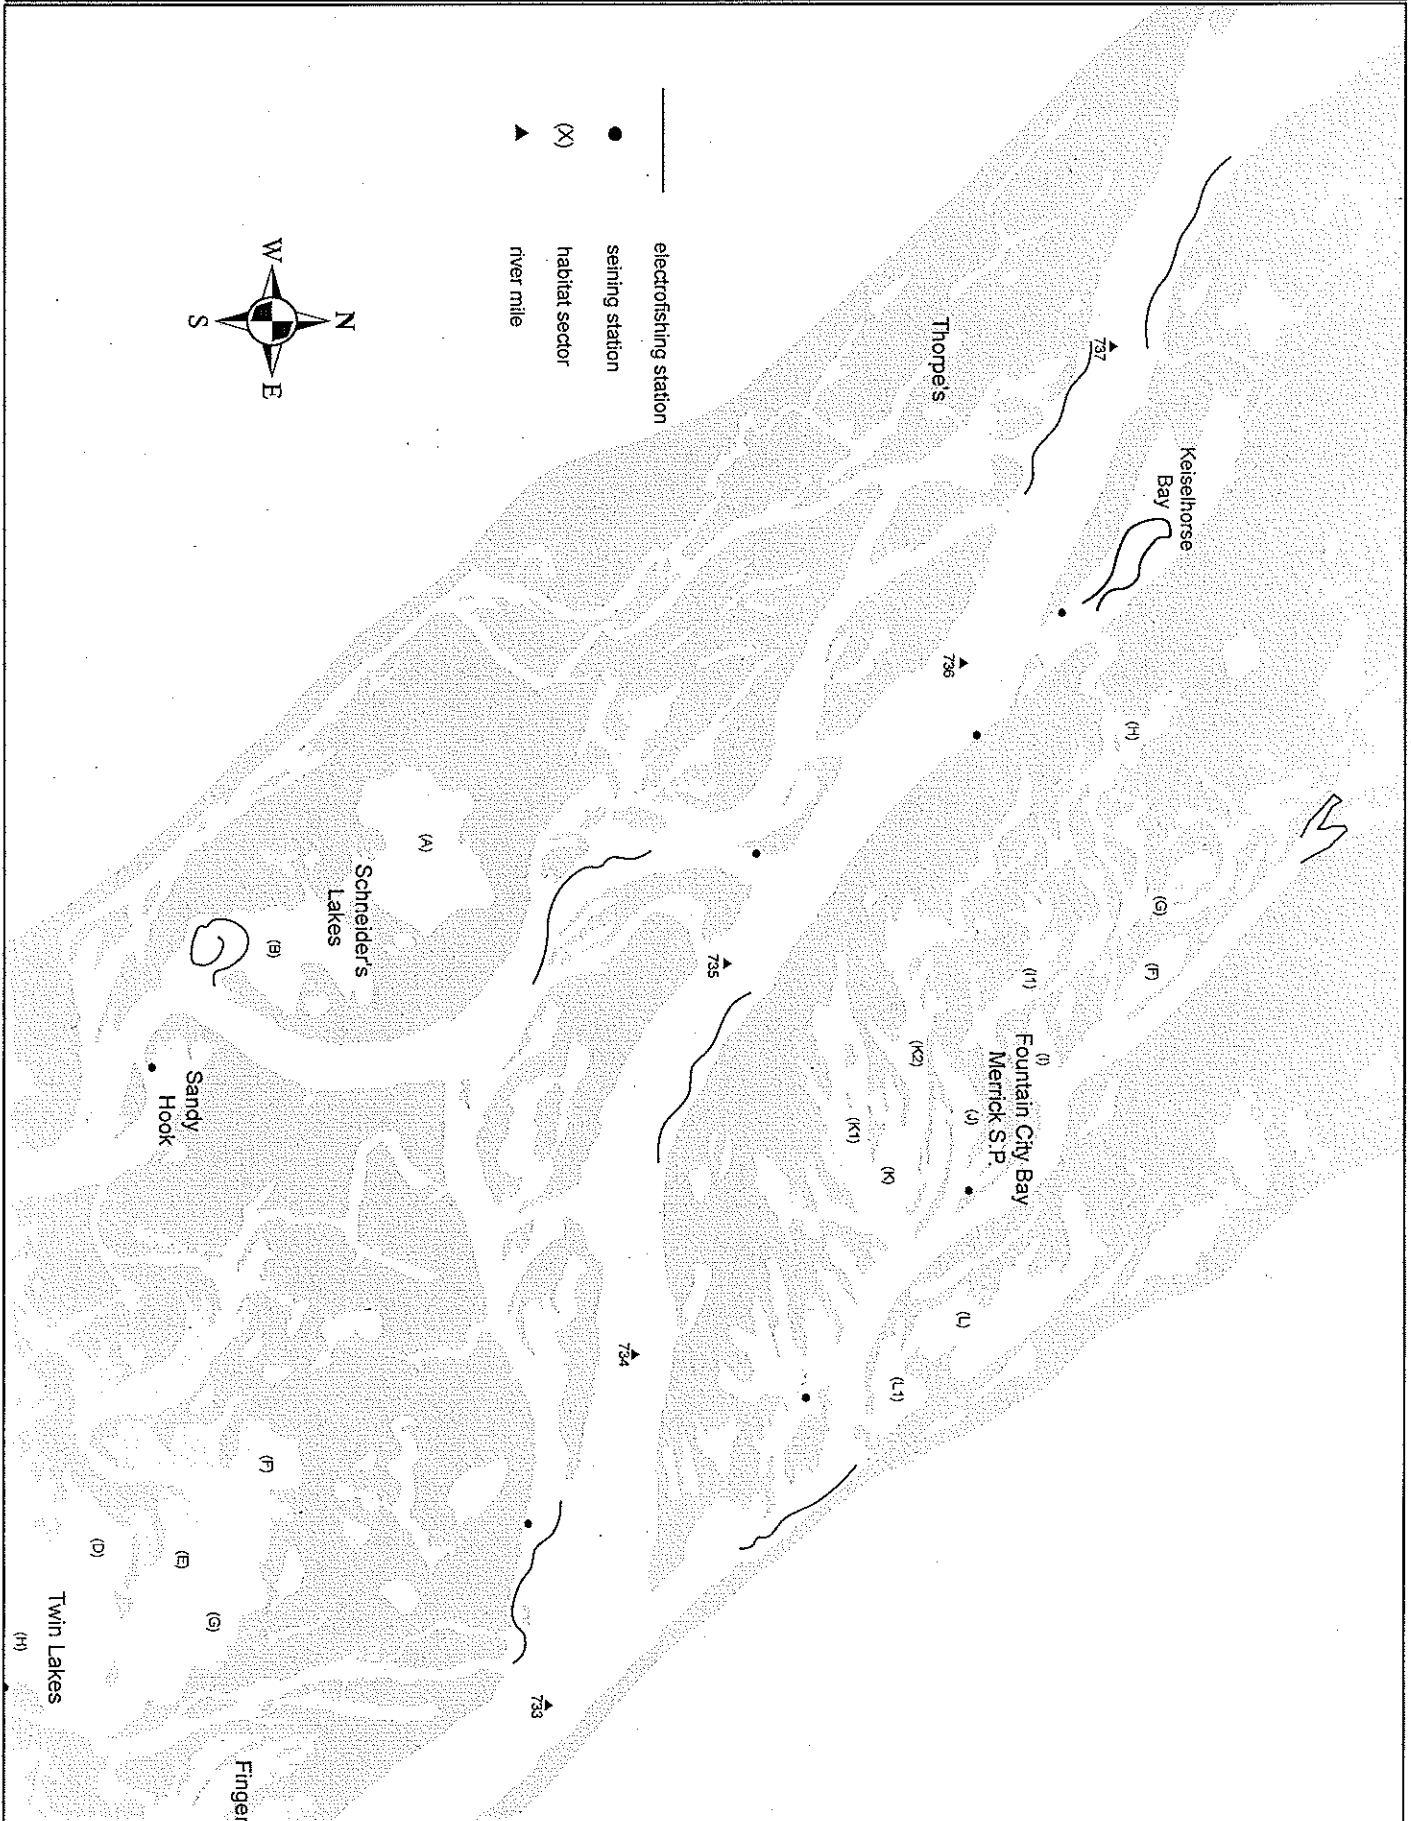 electrofishing station
seining station
(X)
habitat sector
river mile
N
W
E
S
Thorpe's
737
Keiselhorse
Bay
736
(H)
(G)
(F)
(I1)
(I)
Fountain City Bay
Merrick S.P.
(J)
(K2)
(K1)
(K)
(L)
(L1)
735
(A)
Schneider's
Lakes
(B)
Sandy
Hook
734
(F)
(E)
(D)
(G)
(H)
Twin Lakes
733
Finger